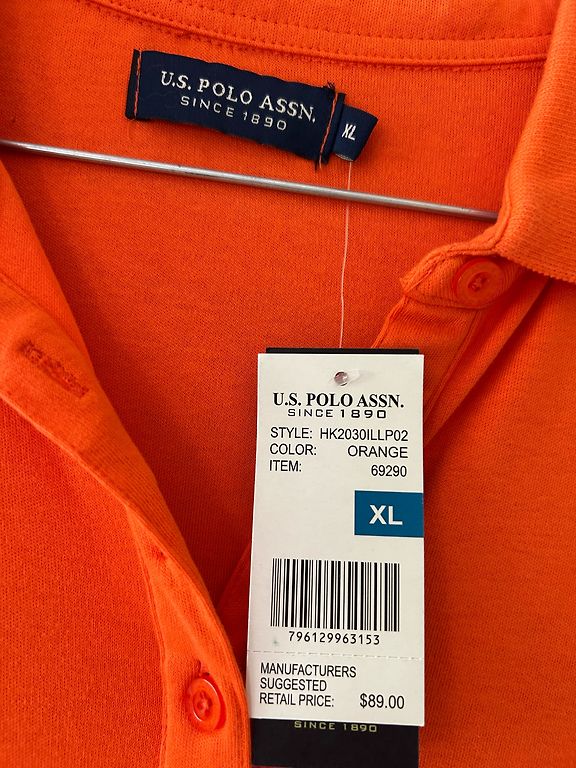 U.S. POLO ASSN.
SINCE 1890
XL
U.S. POLO ASSN.
SINCE 1890
STYLE: HK2030ILLP02
COLOR: ORANGE
ITEM: 69290
XL
796129963153
MANUFACTURERS
SUGGESTED
RETAIL PRICE: $89.00
SINCE 1890